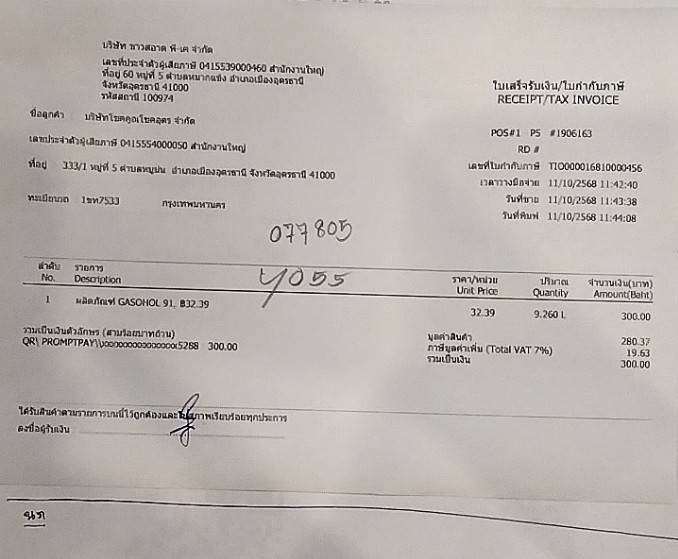 บริษัท ขาวสอาด พี-เค จำกัด
เลขที่ประจำตัวผู้เสียภาษี 0415539000460 สำนักงานใหญ่
ที่อยู่ 60 หมู่ที่ 5 ตำบลหมากแข้ง อำเภอเมืองอุดรธานี
จังหวัดอุดรธานี 41000
รหัสสถานี 100974
ใบเสร็จรับเงิน/ใบกำกับภาษี
RECEIPT/TAX INVOICE
ชื่อลูกค้า บริษัทโชคคูณโชคอุดร จำกัด
POS#1 PS #1906163
RD #
เลขประจำตัวผู้เสียภาษี 0415554000050 สำนักงานใหญ่
เลขที่ใบกำกับภาษี TIO000016810000456
ที่อยู่ 333/1 หมู่ที่ 5 ตำบลหมูม่น อำเภอเมืองอุดรธานี จังหวัดอุดรธานี 41000
เวลาวางมือจ่าย 11/10/2568 11:42:40
วันที่ขาย 11/10/2568 11:43:38
ทะเบียนรถ 1ขท7533 กรุงเทพมหานคร
วันที่พิมพ์ 11/10/2568 11:44:08
077805
4055
ลำดับ รายการ ราคา/หน่วย ปริมาณ จำนวนเงิน(บาท)
No. Description Unit Price Quantity Amount(Baht)
1 ผลิตภัณฑ์ GASOHOL 91, ฿32.39 32.39 9.260 L 300.00
รวมเป็นเงินตัวอักษร (สามร้อยบาทถ้วน)
มูลค่าสินค้า 280.37
QR\ PROMPTPAY\\xxxxxxxxxxxxxxxx5268 300.00
ภาษีมูลค่าเพิ่ม (Total VAT 7%) 19.63
รวมเป็นเงิน 300.00
ได้รับสินค้าตามรายการบนนี้ไว้ถูกต้องและในสภาพเรียบร้อยทุกประการ
ลงชื่อผู้รับเงิน